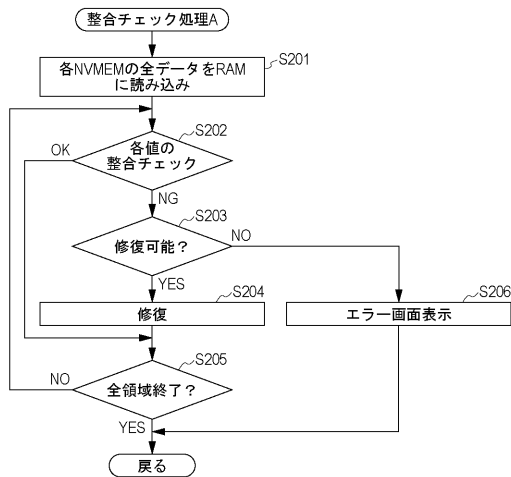 整合チェック処理A
S201
各NVMEMの全データをRAM
に読み込み
S202
OK
各値の
整合チェック
NG
S203
修復可能？
NO
YES
S204
修復
S206
エラー画面表示
S205
NO
全領域終了？
YES
戻る